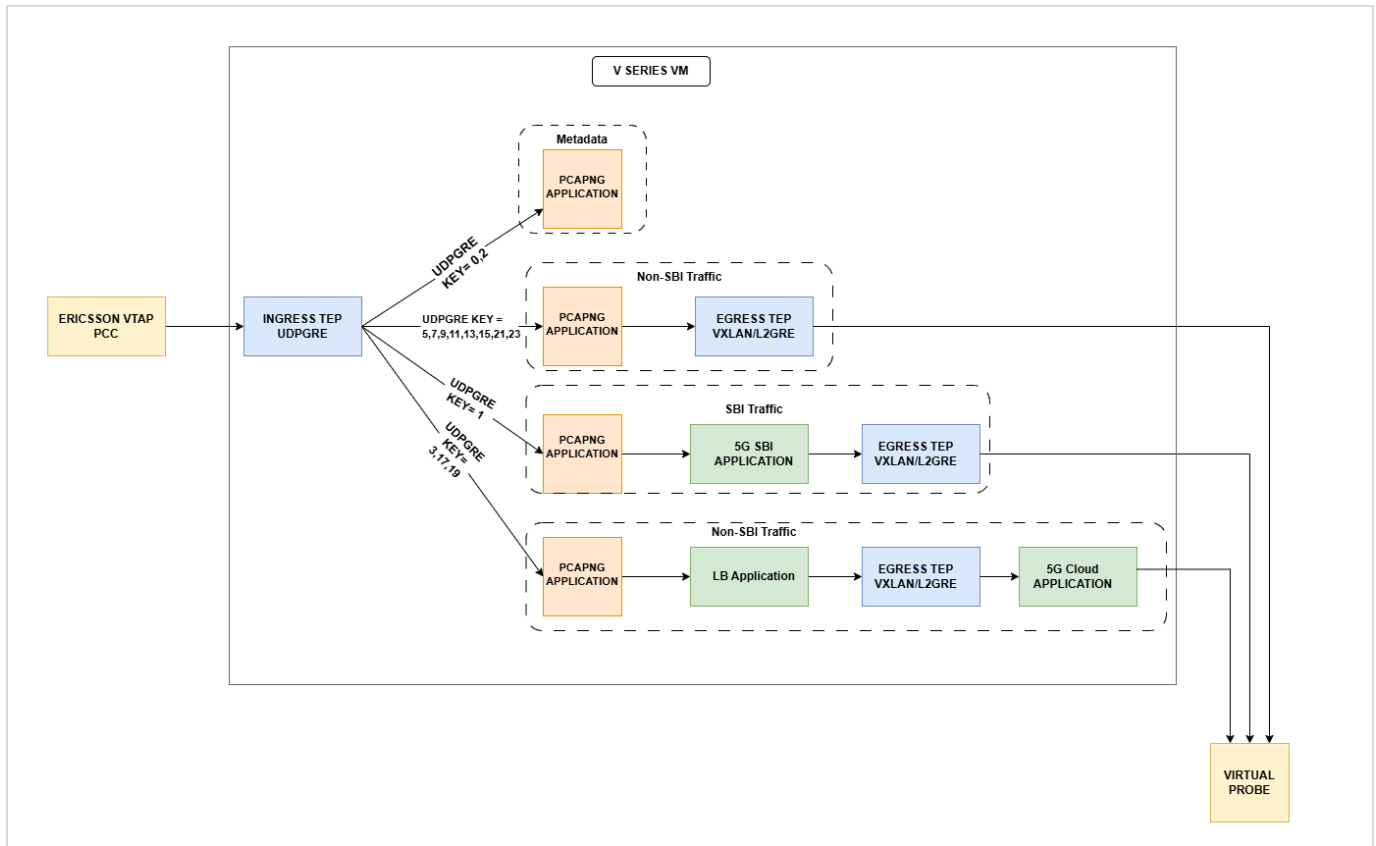 V SERIES VM
Metadata
PCAPNG
APPLICATION
UDPGRE
KEY= 0,2
Non-SBI Traffic
ERICSSON VTAP
PCC
INGRESS TEP
UDPGRE
UDPGRE KEY =
5,7,9,11,13,15,21,23
PCAPNG
APPLICATION
EGRESS TEP
VXLAN/L2GRE
UDPGRE
KEY= 1
SBI Traffic
PCAPNG
APPLICATION
5G SBI
APPLICATION
EGRESS TEP
VXLAN/L2GRE
UDPGRE
KEY=
3,17,19
Non-SBI Traffic
PCAPNG
APPLICATION
LB Application
EGRESS TEP
VXLAN/L2GRE
5G Cloud
APPLICATION
VIRTUAL
PROBE